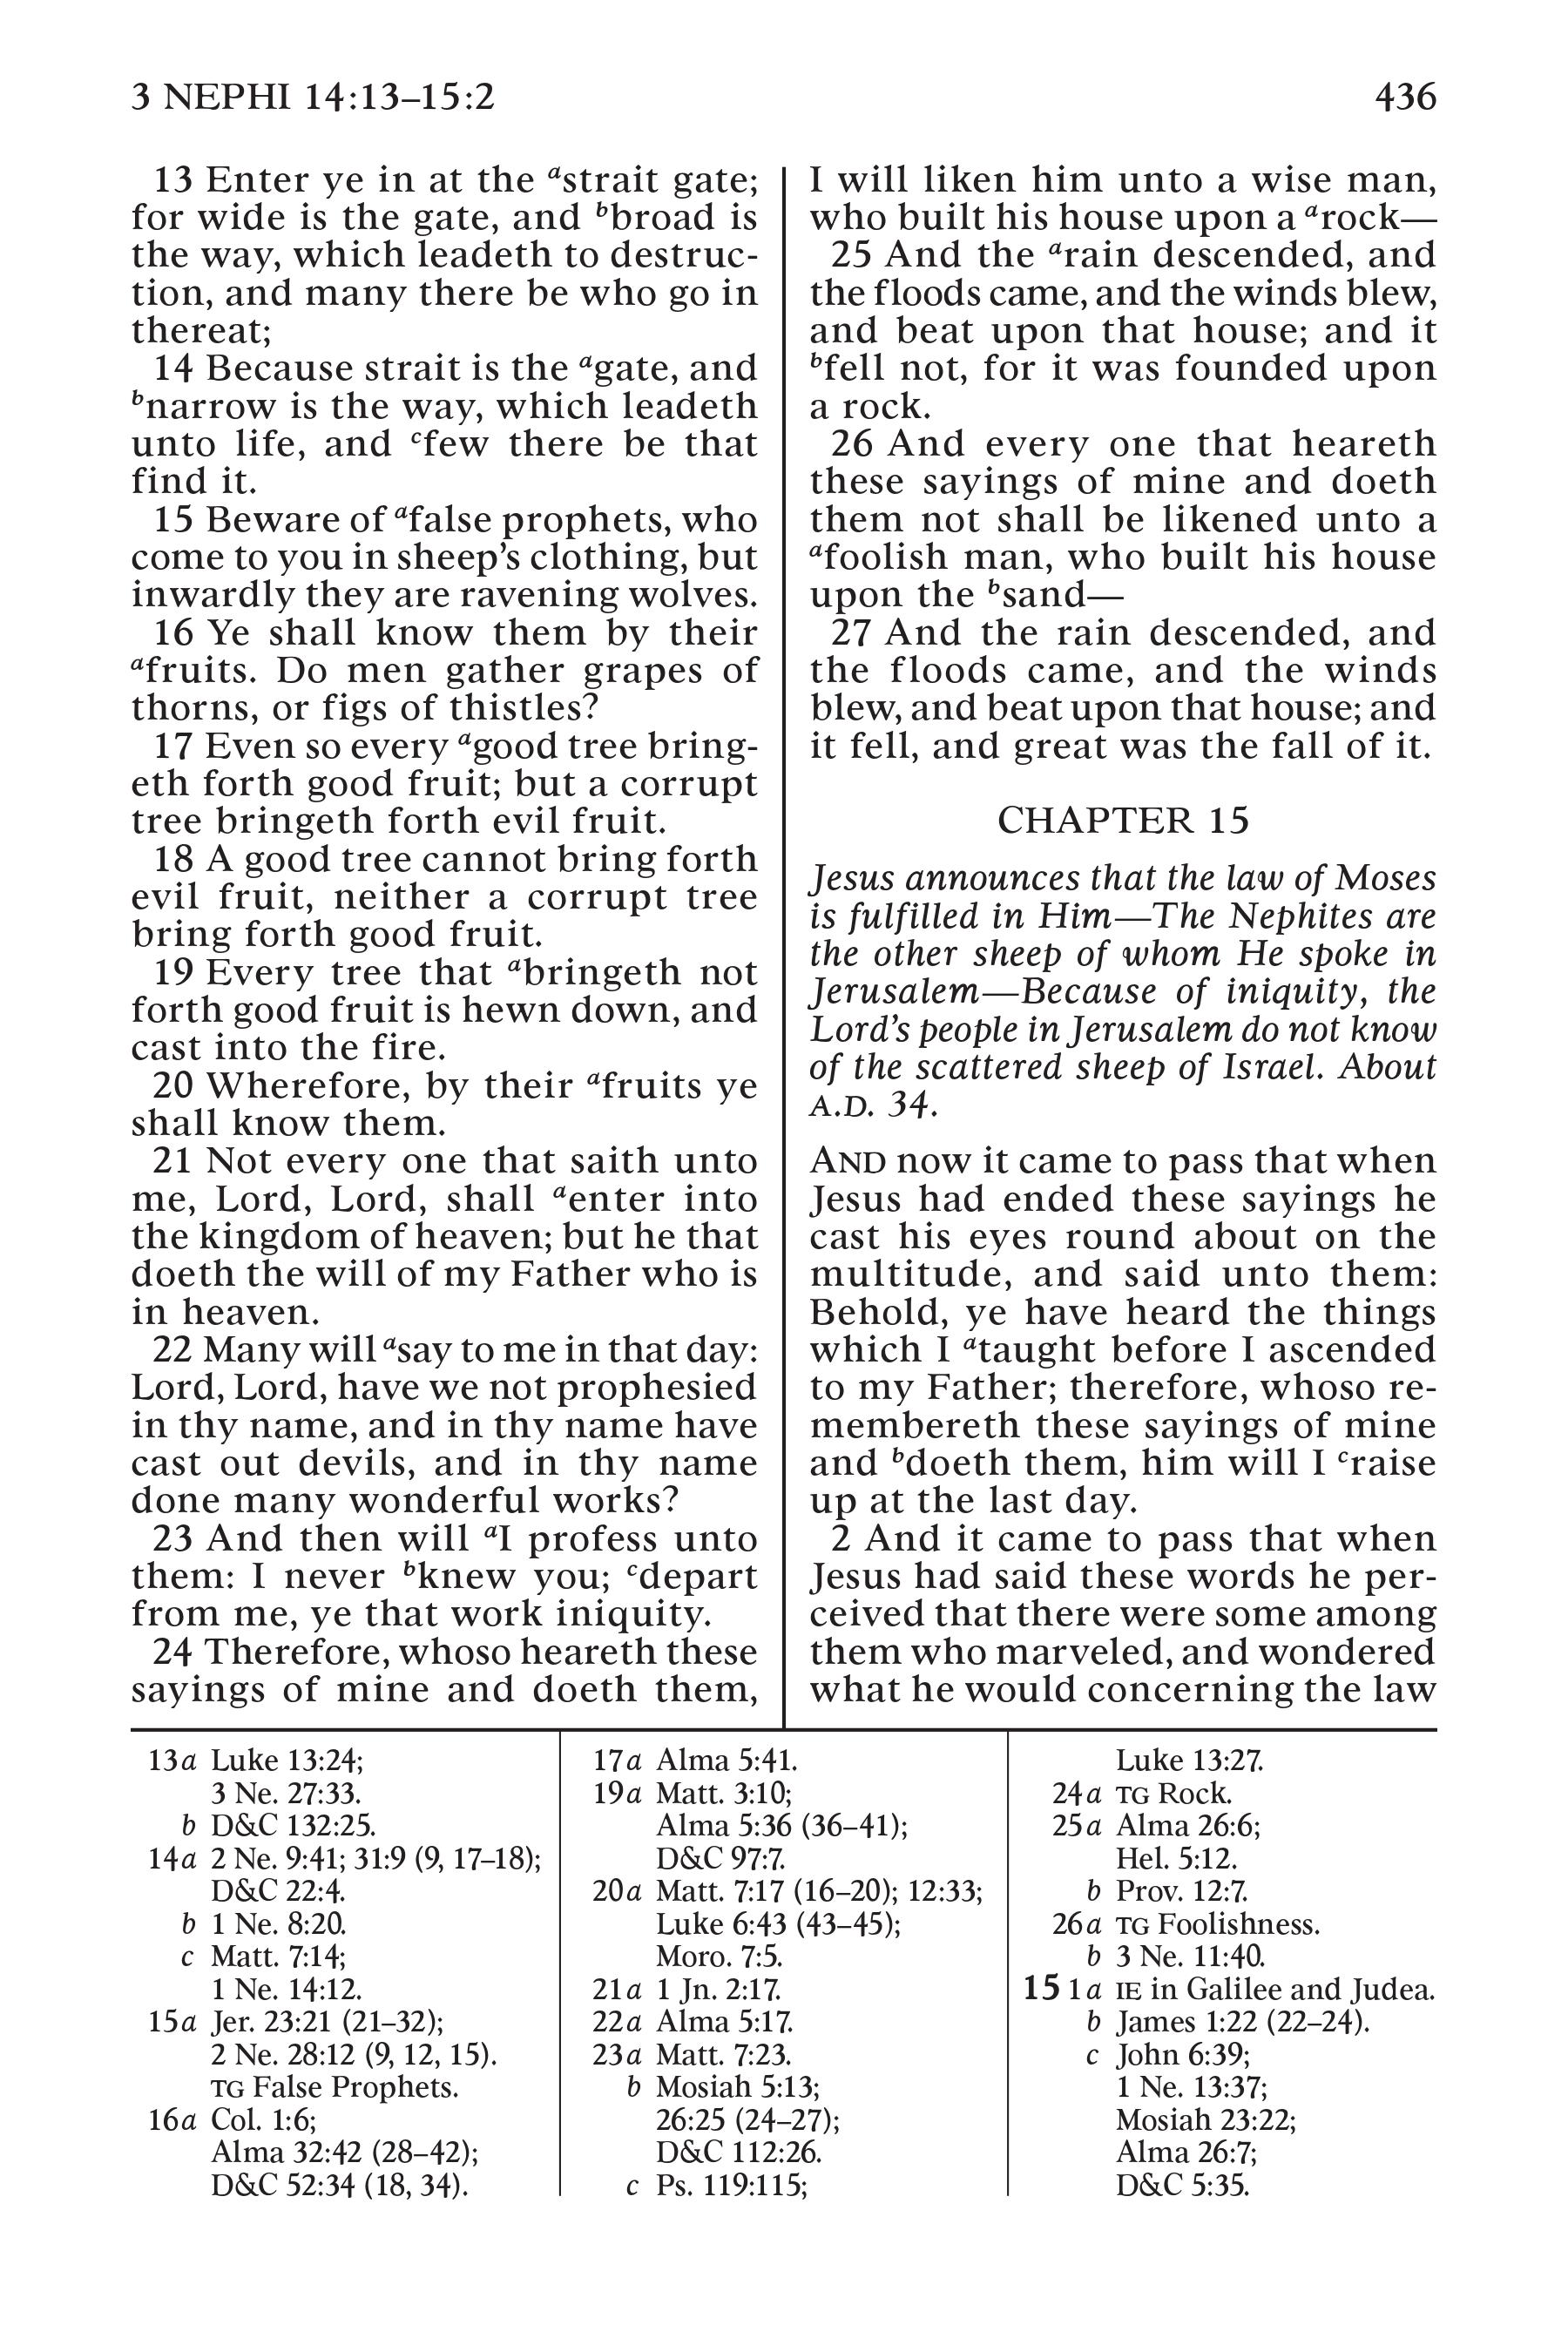 3 NEPHI 14:13–15:2
436
13 Enter ye in at the astrait gate;
for wide is the gate, and bbroad is
the way, which leadeth to destruc-
tion, and many there be who go in
thereat;
14 Because strait is the agate, and
bnarrow is the way, which leadeth
unto life, and cfew there be that
find it.
15 Beware of afalse prophets, who
come to you in sheep’s clothing, but
inwardly they are ravening wolves.
16 Ye shall know them by their
afruits. Do men gather grapes of
thorns, or figs of thistles?
17 Even so every agood tree bring-
eth forth good fruit; but a corrupt
tree bringeth forth evil fruit.
18 A good tree cannot bring forth
evil fruit, neither a corrupt tree
bring forth good fruit.
19 Every tree that abringeth not
forth good fruit is hewn down, and
cast into the fire.
20 Wherefore, by their afruits ye
shall know them.
21 Not every one that saith unto
me, Lord, Lord, shall aenter into
the kingdom of heaven; but he that
doeth the will of my Father who is
in heaven.
22 Many will asay to me in that day:
Lord, Lord, have we not prophesied
in thy name, and in thy name have
cast out devils, and in thy name
done many wonderful works?
23 And then will aI profess unto
them: I never bknew you; cdepart
from me, ye that work iniquity.
24 Therefore, whoso heareth these
sayings of mine and doeth them,
I will liken him unto a wise man,
who built his house upon a arock—
25 And the arain descended, and
the floods came, and the winds blew,
and beat upon that house; and it
bfell not, for it was founded upon
a rock.
26 And every one that heareth
these sayings of mine and doeth
them not shall be likened unto a
afoolish man, who built his house
upon the bsand—
27 And the rain descended, and
the floods came, and the winds
blew, and beat upon that house; and
it fell, and great was the fall of it.
CHAPTER 15
Jesus announces that the law of Moses
is fulfilled in Him—The Nephites are
the other sheep of whom He spoke in
Jerusalem—Because of iniquity, the
Lord’s people in Jerusalem do not know
of the scattered sheep of Israel. About
A.D. 34.
AND now it came to pass that when
Jesus had ended these sayings he
cast his eyes round about on the
multitude, and said unto them:
Behold, ye have heard the things
which I ataught before I ascended
to my Father; therefore, whoso re-
membereth these sayings of mine
and bdoeth them, him will I craise
up at the last day.
2 And it came to pass that when
Jesus had said these words he per-
ceived that there were some among
them who marveled, and wondered
what he would concerning the law
13a Luke 13:24;
3 Ne. 27:33.
b D&C 132:25.
14a 2 Ne. 9:41; 31:9 (9, 17–18);
D&C 22:4.
b 1 Ne. 8:20.
c Matt. 7:14;
1 Ne. 14:12.
15a Jer. 23:21 (21–32);
2 Ne. 28:12 (9, 12, 15).
TG False Prophets.
16a Col. 1:6;
Alma 32:42 (28–42);
D&C 52:34 (18, 34).
17a Alma 5:41.
19a Matt. 3:10;
Alma 5:36 (36–41);
D&C 97:7.
20a Matt. 7:17 (16–20); 12:33;
Luke 6:43 (43–45);
Moro. 7:5.
21a 1 Jn. 2:17.
22a Alma 5:17.
23a Matt. 7:23.
b Mosiah 5:13;
26:25 (24–27);
D&C 112:26.
c Ps. 119:115;
Luke 13:27.
24a TG Rock.
25a Alma 26:6;
Hel. 5:12.
b Prov. 12:7.
26a TG Foolishness.
b 3 Ne. 11:40.
15 1a IE in Galilee and Judea.
b James 1:22 (22–24).
c John 6:39;
1 Ne. 13:37;
Mosiah 23:22;
Alma 26:7;
D&C 5:35.